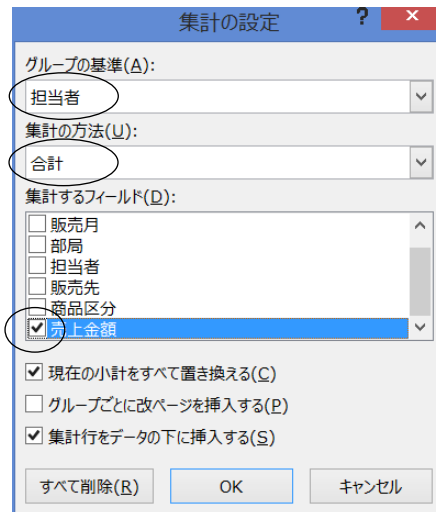 集計の設定
? ×
グループの基準(A):
担当者
集計の方法(U):
合計
集計するフィールド(D):
販売月
部局
担当者
販売先
商品区分
売上金額
現在の小計をすべて置き換える(C)
グループごとに改ページを挿入する(P)
集計行をデータの下に挿入する(S)
すべて削除(R) OK キャンセル